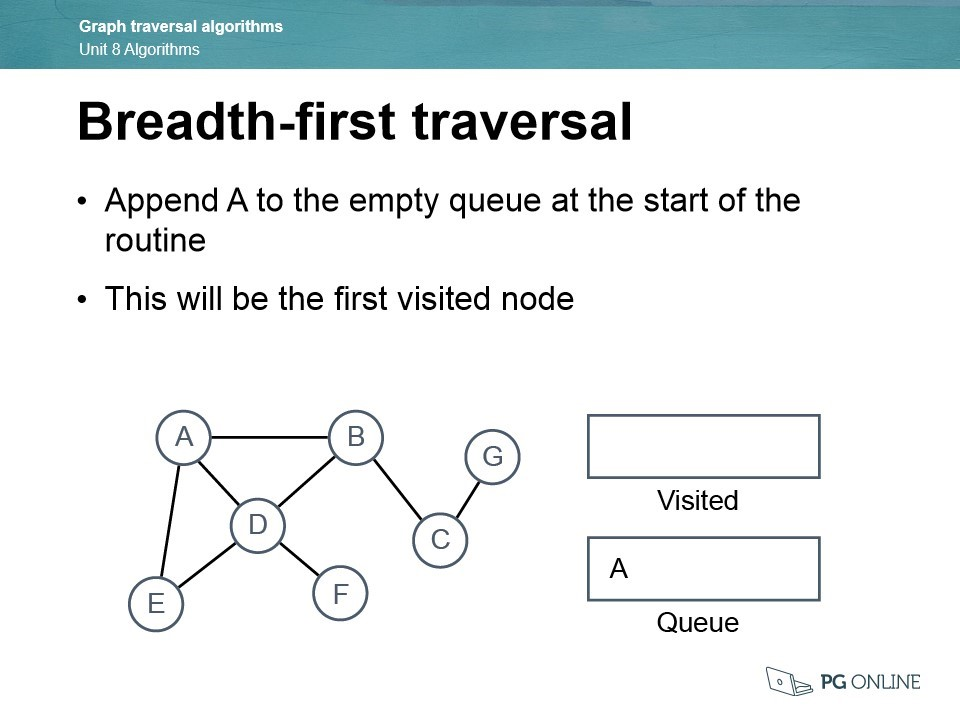 Graph traversal algorithms
Unit 8 Algorithms
Breadth-first traversal
• Append A to the empty queue at the start of the
routine
• This will be the first visited node
A
B
G
D
C
E
F
Visited
A
Queue
PG ONLINE